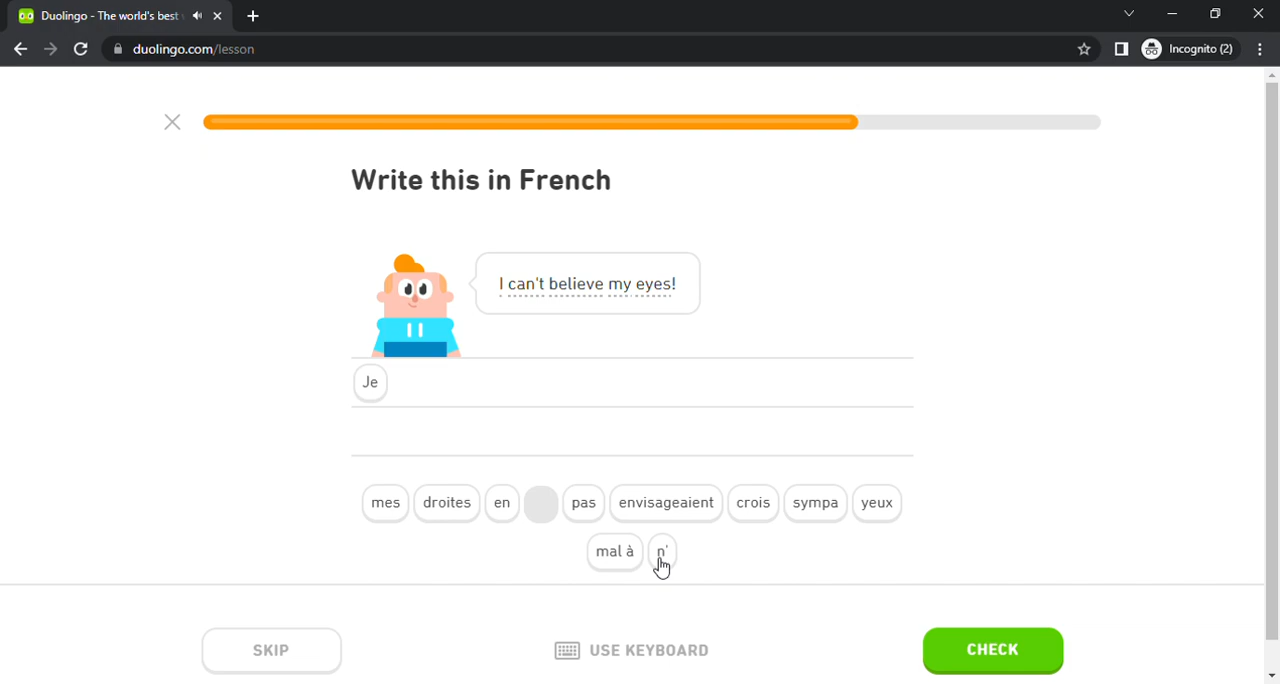 Duolingo - The world's best
duolingo.com/lesson
Incognito (2)
Write this in French
I can't believe my eyes!
Je
mes droites en pas envisageaient crois sympa yeux
mal à n'
SKIP USE KEYBOARD CHECK